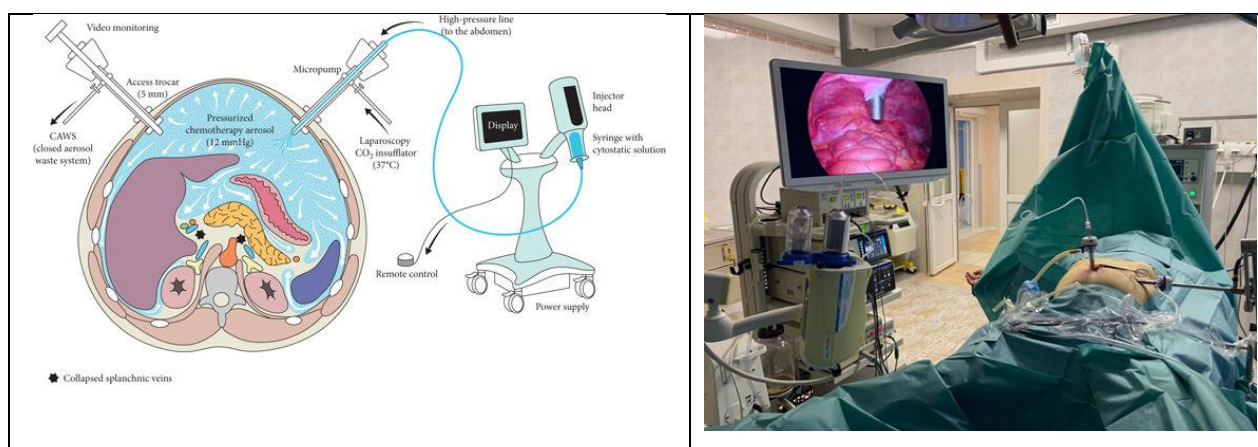 Video monitoring
High-pressure line
(to the abdomen)
Micropump
Access trocar
(5 mm)
Injector
head
Pressurized
chemotherapy aerosol
(12 mmHg)
Display
CAWS
(closed aerosol
waste system)
Laparoscopy
CO₂ insufflator
(37°C)
Syringe with
cytostatic solution
Remote control
Power supply
Collapsed splanchnic veins